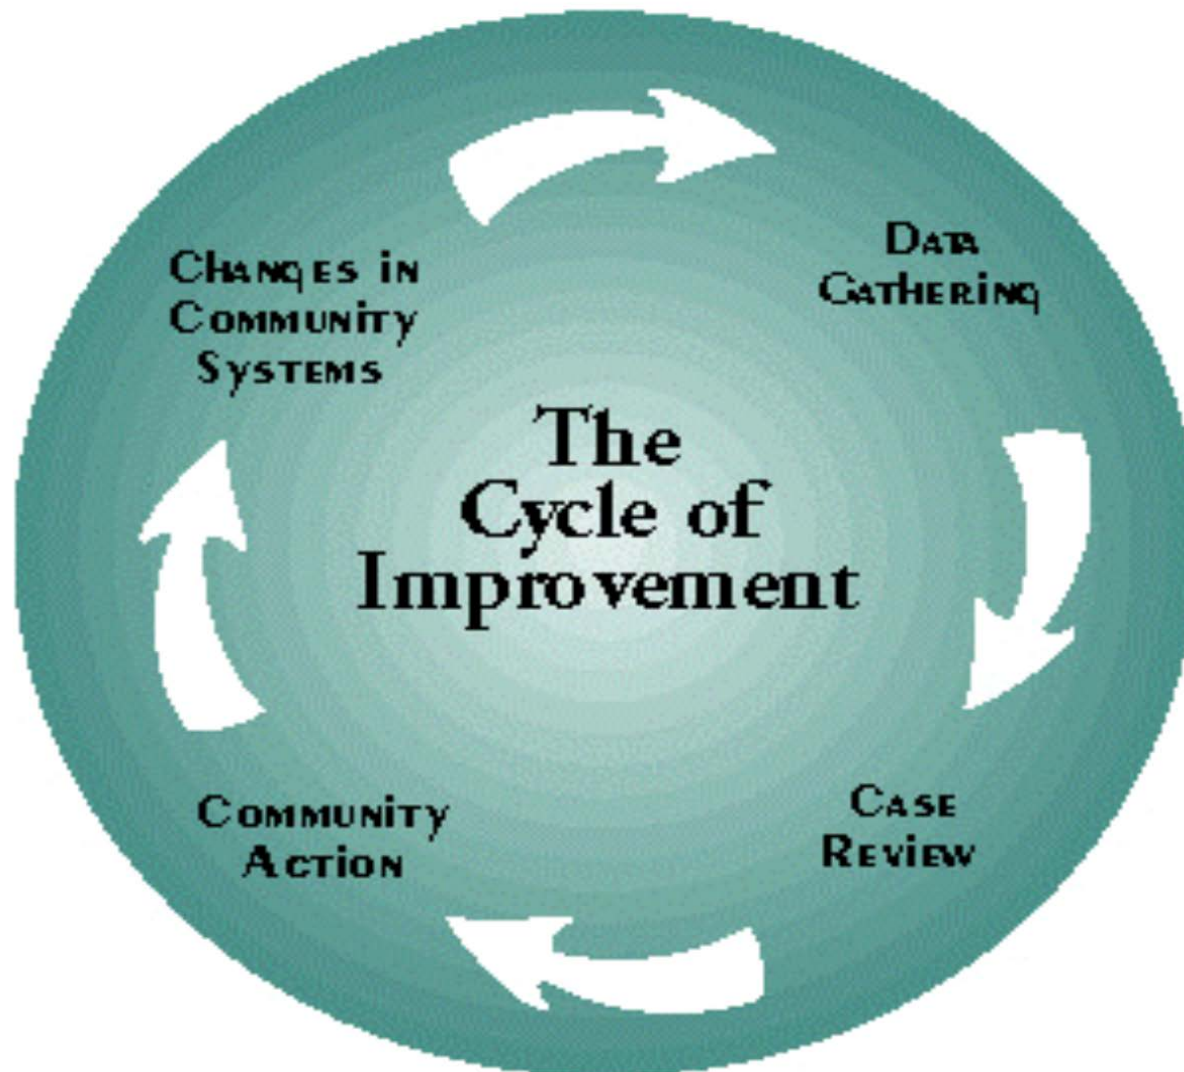 Data
Gathering
Changes in
Community
Systems
The
Cycle of
Improvement
Case
Review
Community
Action